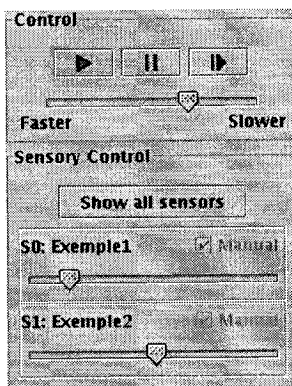 Control
Faster Slower
Sensory Control
Show all sensors
S0: Exemple1 Manual
S1: Exemple2 Manual